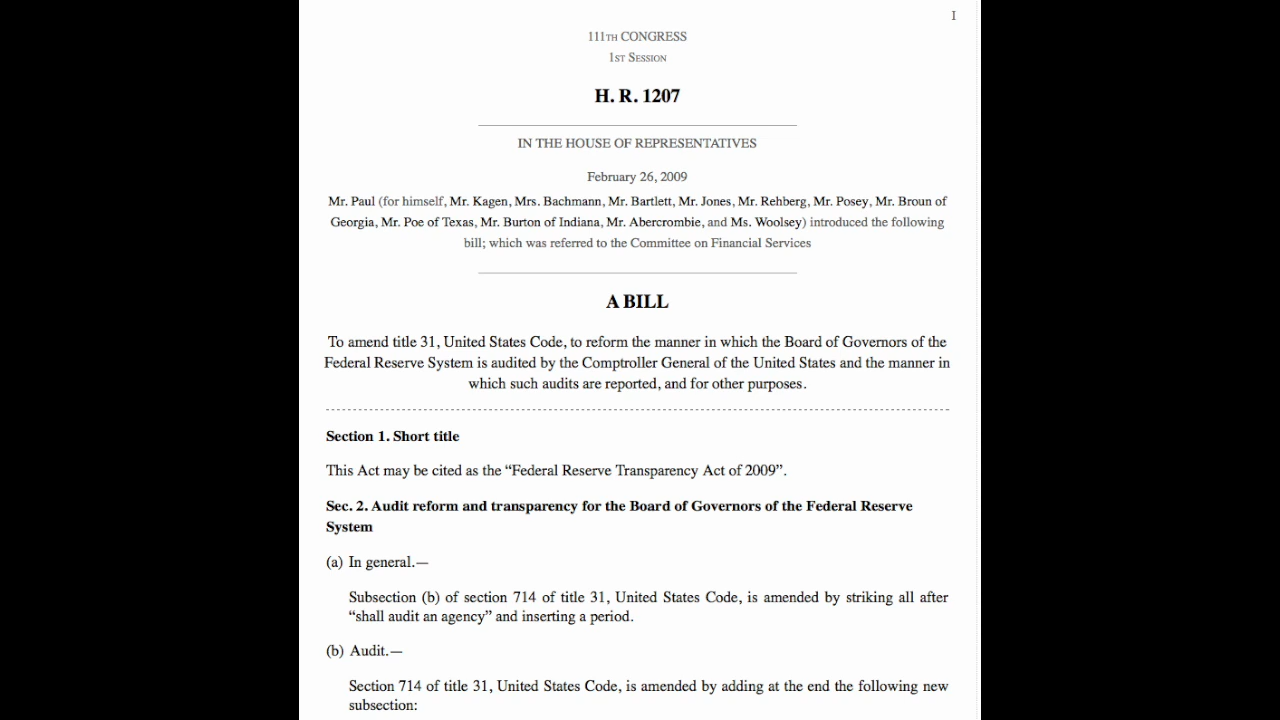 I
111TH CONGRESS
1ST SESSION
H. R. 1207
IN THE HOUSE OF REPRESENTATIVES
February 26, 2009
Mr. Paul (for himself, Mr. Kagen, Mrs. Bachmann, Mr. Bartlett, Mr. Jones, Mr. Rehberg, Mr. Posey, Mr. Broun of
Georgia, Mr. Poe of Texas, Mr. Burton of Indiana, Mr. Abercrombie, and Ms. Woolsey) introduced the following
bill; which was referred to the Committee on Financial Services
A BILL
To amend title 31, United States Code, to reform the manner in which the Board of Governors of the
Federal Reserve System is audited by the Comptroller General of the United States and the manner in
which such audits are reported, and for other purposes.
Section 1. Short title
This Act may be cited as the “Federal Reserve Transparency Act of 2009”.
Sec. 2. Audit reform and transparency for the Board of Governors of the Federal Reserve
System
(a) In general.—
Subsection (b) of section 714 of title 31, United States Code, is amended by striking all after
“shall audit an agency” and inserting a period.
(b) Audit.—
Section 714 of title 31, United States Code, is amended by adding at the end the following new
subsection: